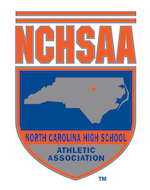 NCHSAA
NORTH CAROLINA HIGH SCHOOL
ATHLETIC
ASSOCIATION
TM